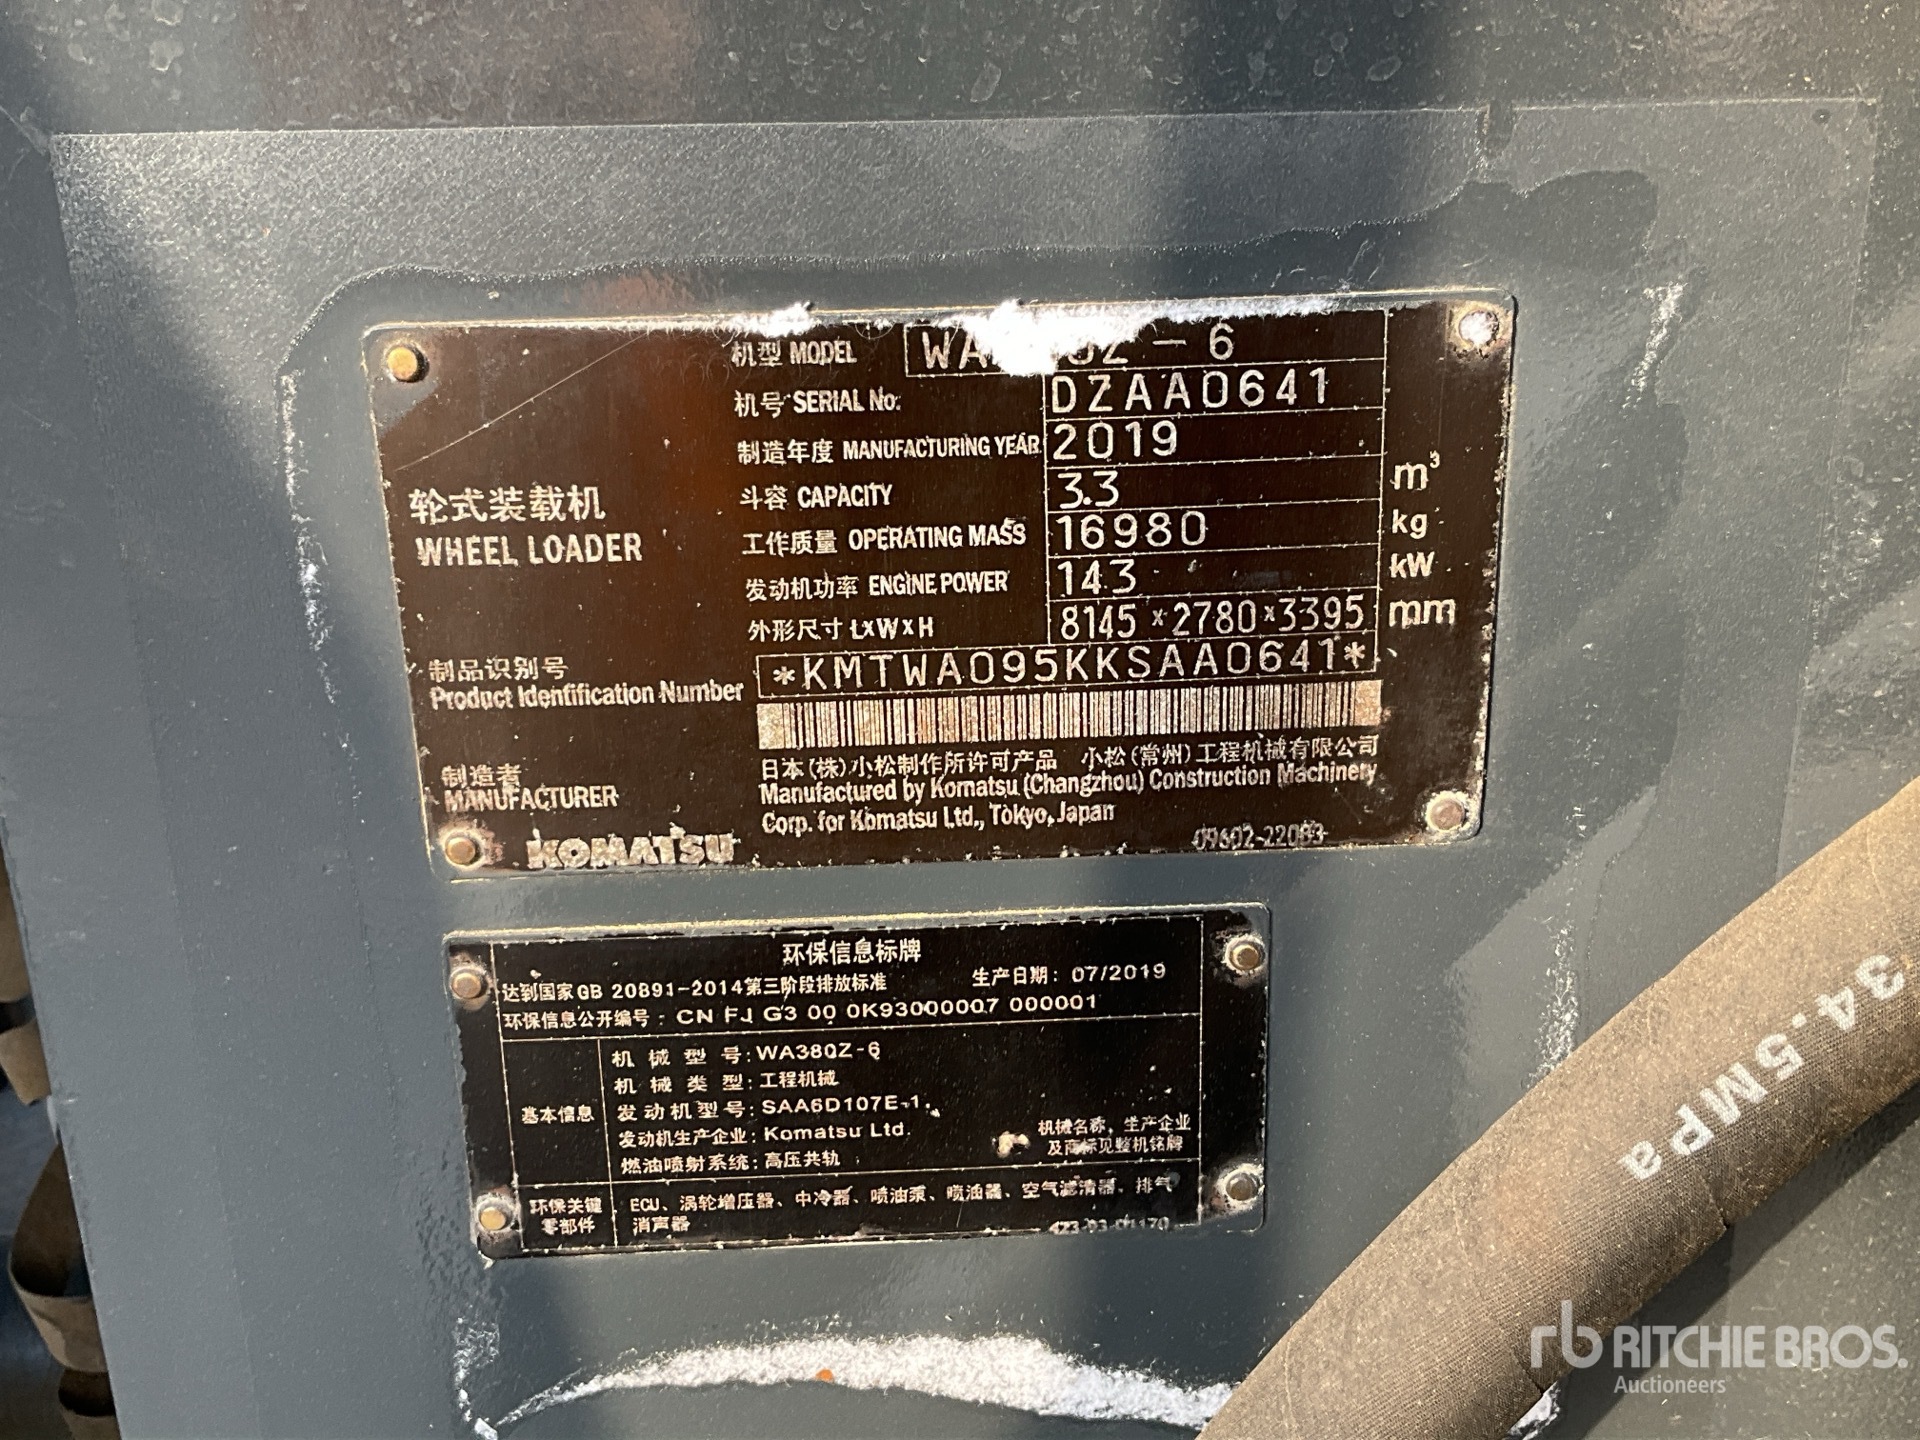 机型 MODEL WA Z-6
机号 SERIAL No. DZAA0641
制造年度 MANUFACTURING YEAR 2019
斗容 CAPACITY 3.3 m³
轮式装载机
WHEEL LOADER
工作质量 OPERATING MASS 16980 kg
发动机功率 ENGINE POWER 143 kW
外形尺寸 L×W×H 8145*2780*3395 mm
制品识别号
Product Identification Number *KMTWA095KKSAA0641*
制造者
MANUFACTURER
日本(株)小松制作所许可产品 小松(常州)工程机械有限公司
Manufactured by Komatsu (Changzhou) Construction Machinery
Corp. for Komatsu Ltd., Tokyo, Japan
KOMATSU
09602-22083
环保信息标牌
达到国家GB 20891-2014第三阶段排放标准 生产日期: 07/2019
环保信息公开编号: CN FJ G3 00 0K93000007 000001
基本信息
机械型号:WA380Z-6
机械类型:工程机械
发动机型号:SAA6D107E-1
发动机生产企业:Komatsu Ltd.
燃油喷射系统:高压共轨
机械名称、生产企业
及商标见整机铭牌
环保关键
零部件
ECU、涡轮增压器、中冷器、喷油泵、喷油器、空气滤清器、排气
消声器
423-93-01170
34.5MPa
rb RITCHIE BROS.
Auctioneers